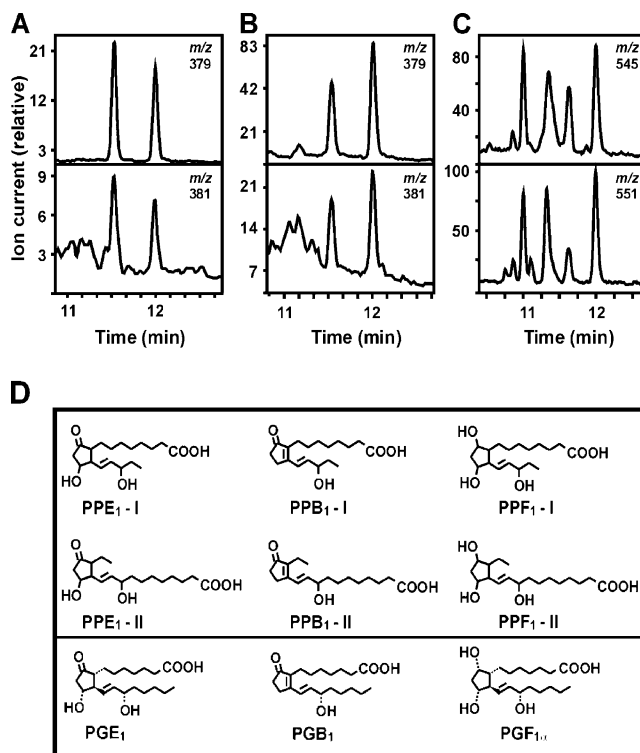 A
B
C
Ion current (relative)
21
12
3
m/z
379
9
6
3
m/z
381
11
12
Time (min)
83
42
21
m/z
379
21
14
7
m/z
381
11
12
Time (min)
80
40
m/z
545
100
50
m/z
551
11
12
Time (min)
D
O
COOH
HO
OH
PPE₁ - I
O
COOH
OH
PPB₁ - I
HO
COOH
HO
OH
PPF₁ - I
O
COOH
HO
OH
PPE₁ - II
O
COOH
OH
PPB₁ - II
HO
COOH
HO
OH
PPF₁ - II
O
COOH
HO
OH
PGE₁
O
COOH
OH
PGB₁
HO
COOH
HO
OH
PGF₁α